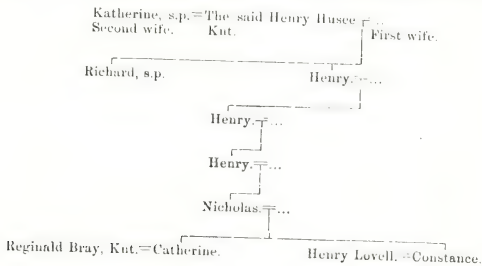 Katherine, s.p.=The said Henry Husee=...
Second wife. Knt. First wife.
Richard, s.p. Henry.=...
Henry.=...
Henry.=...
Nicholas.=...
Reginald Bray, Knt.=Catherine. Henry Lovell.=Constance.